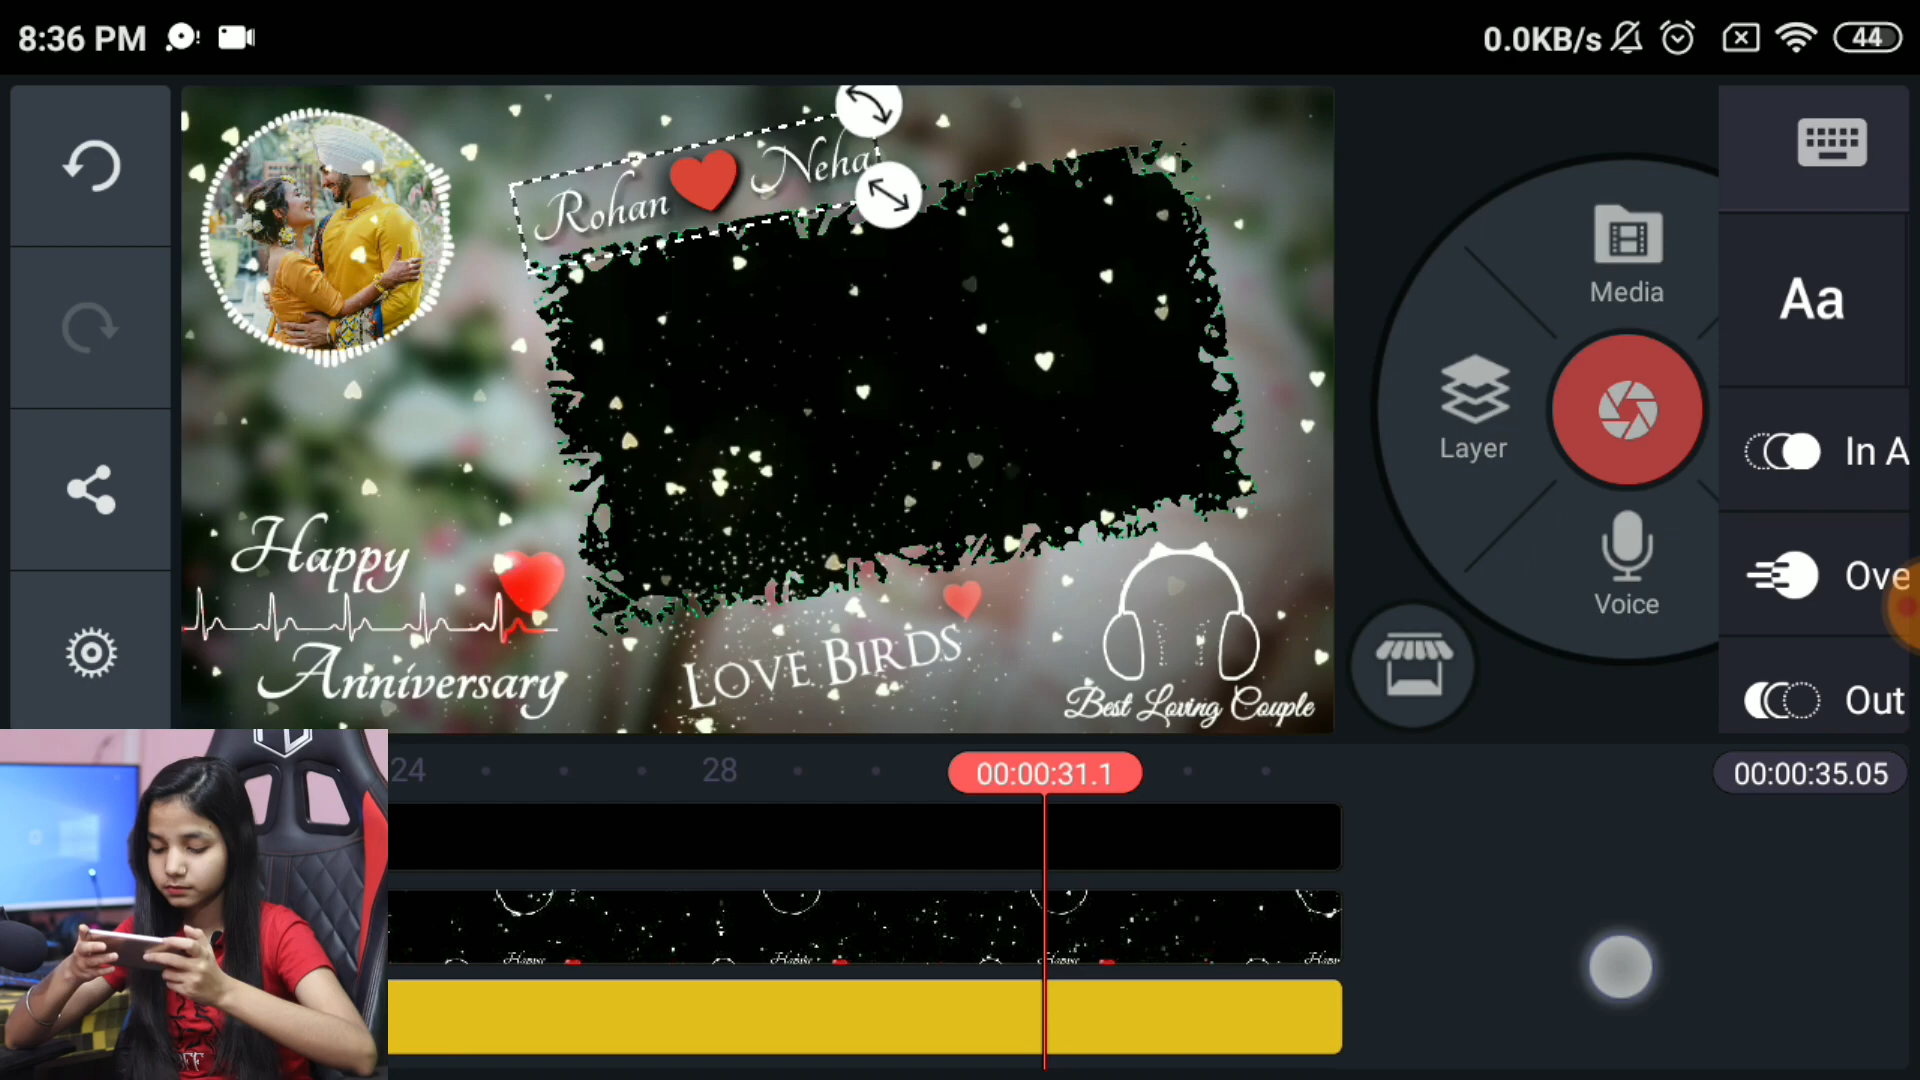 8:36 PM
0.0KB/s
44
Rohan ❤ Neha
Happy
Anniversary
LOVE BIRDS
Best Loving Couple
Media
Layer
Voice
Aa
In A
Ove
Out
24
28
00:00:31.1
00:00:35.05